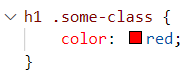 h1 .some-class {
    color: red;
}